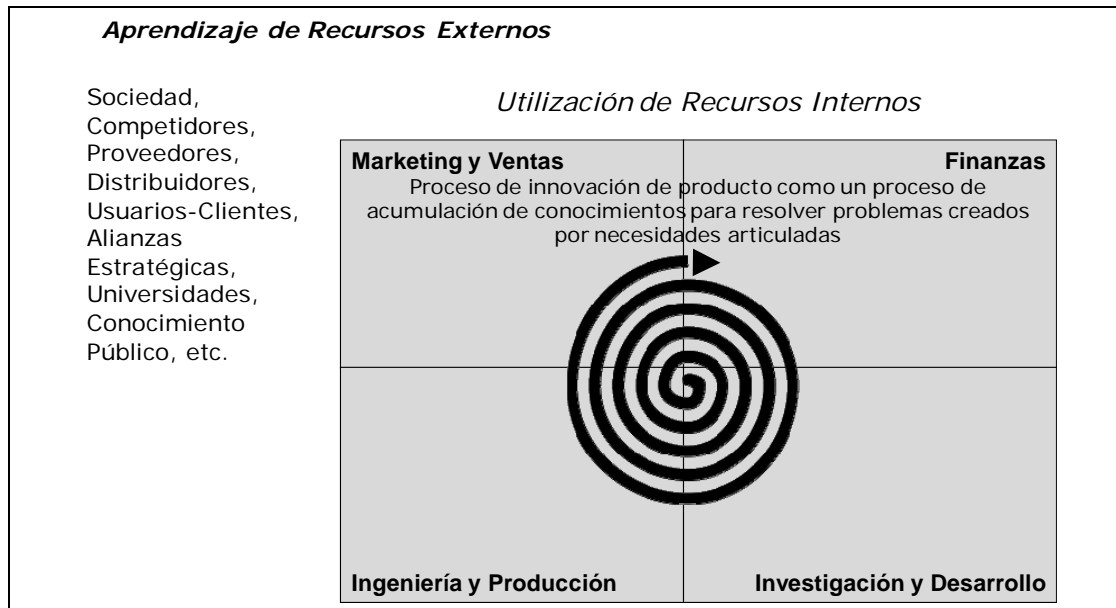 Aprendizaje de Recursos Externos
Sociedad,
Competidores,
Proveedores,
Distribuidores,
Usuarios-Clientes,
Alianzas
Estratégicas,
Universidades,
Conocimiento
Público, etc.
Utilización de Recursos Internos
Marketing y Ventas
Finanzas
Proceso de innovación de producto como un proceso de
acumulación de conocimientos para resolver problemas creados
por necesidades articuladas
Ingeniería y Producción
Investigación y Desarrollo